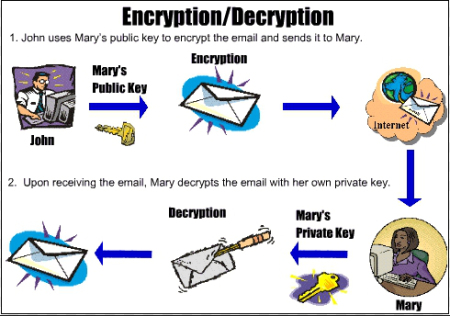 Encryption/Decryption
1. John uses Mary's public key to encrypt the email and sends it to Mary.
Mary's
Public Key
Encryption
John
Internet
2. Upon receiving the email, Mary decrypts the email with her own private key.
Decryption
Mary's
Private Key
Mary